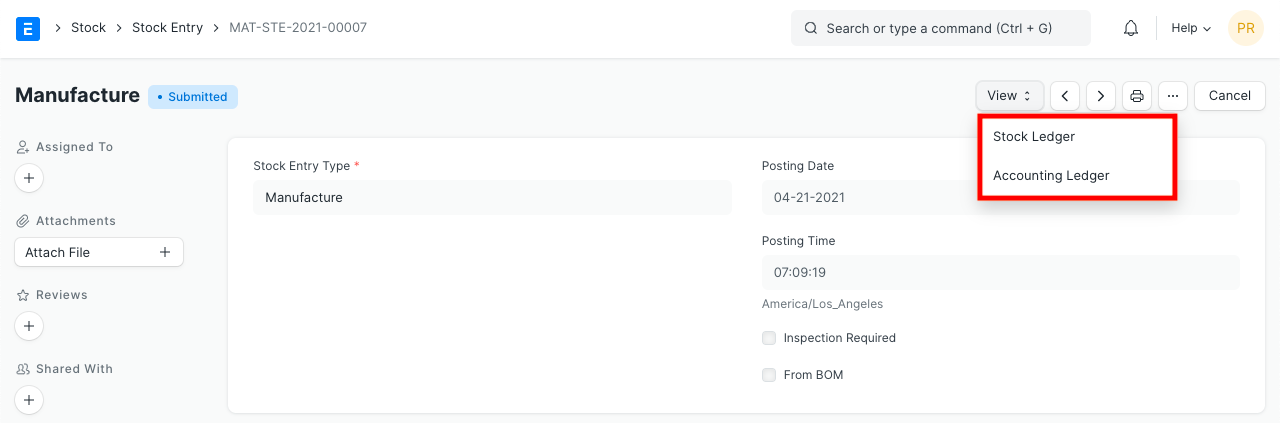 E > Stock > Stock Entry > MAT-STE-2021-00007
Search or type a command (Ctrl + G)
Help
PR
Manufacture
• Submitted
View
...
Cancel
Stock Ledger
Accounting Ledger
Assigned To
+
Attachments
Attach File +
Reviews
+
Shared With
+
Stock Entry Type *
Manufacture
Posting Date
04-21-2021
Posting Time
07:09:19
America/Los_Angeles
Inspection Required
From BOM